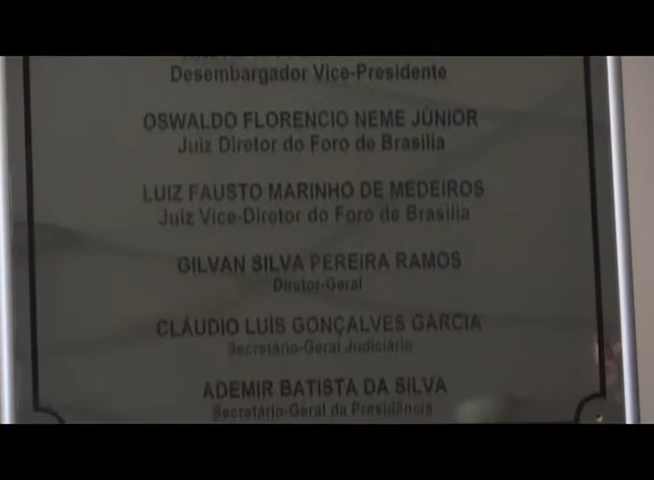 Desembargador Vice-Presidente
OSWALDO FLORENCIO NEME JÚNIOR
Juiz Diretor do Foro de Brasilia
LUIZ FAUSTO MARINHO DE MEDEIROS
Juiz Vice-Diretor do Foro de Brasilia
GILVAN SILVA PEREIRA RAMOS
Diretor-Geral
CLÁUDIO LUÍS GONÇALVES GARCIA
Secretário-Geral Judiciário
ADEMIR BATISTA DA SILVA
Secretário-Geral da Presidência